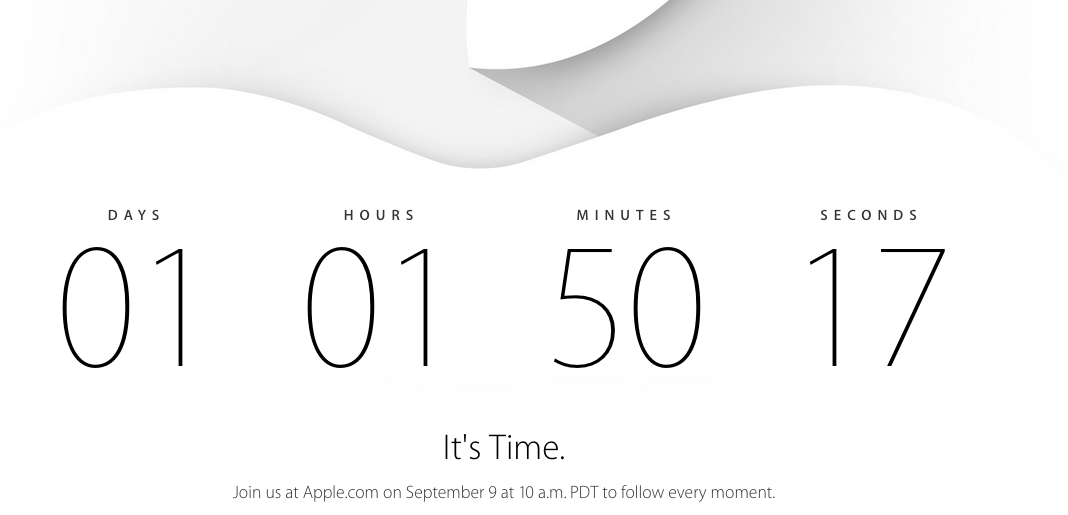 DAYS HOURS MINUTES SECONDS
01 01 50 17
It's Time.
Join us at Apple.com on September 9 at 10 a.m. PDT to follow every moment.